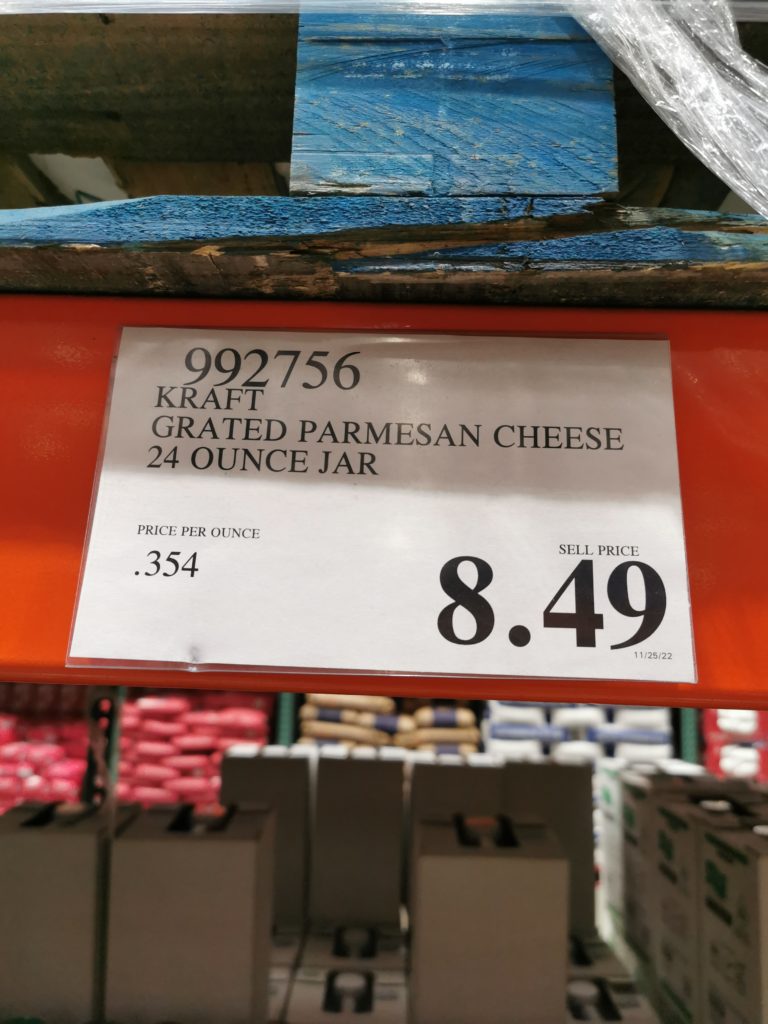 992756
KRAFT
GRATED PARMESAN CHEESE
24 OUNCE JAR
PRICE PER OUNCE
.354
SELL PRICE
8.49
11/25/22